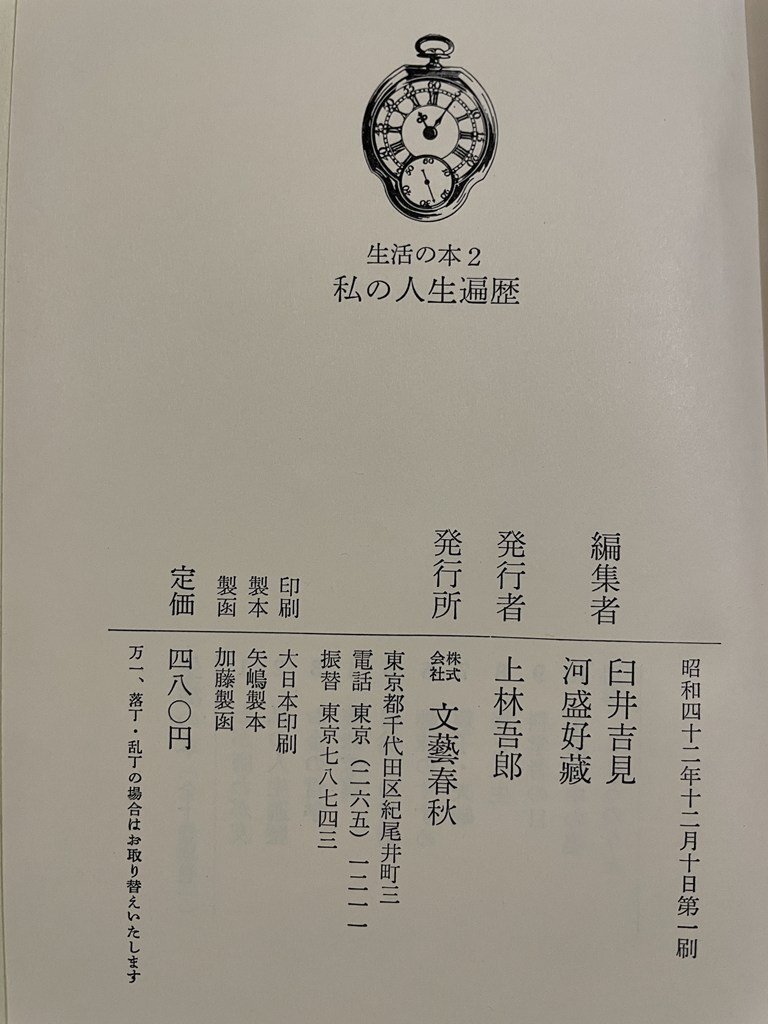 生活の本2
私の人生遍歴
昭和四十二年十二月十日第一刷
編集者 臼井吉見
河盛好藏
発行者 上林吾郎
発行所 株式会社 文藝春秋
東京都千代田区紀尾井町三
電話 東京(二六五)一二一一
振替 東京七八七四三
印刷 大日本印刷
製本 矢嶋製本
製函 加藤製函
定価 四八〇円
万一、落丁・乱丁の場合はお取り替えいたします